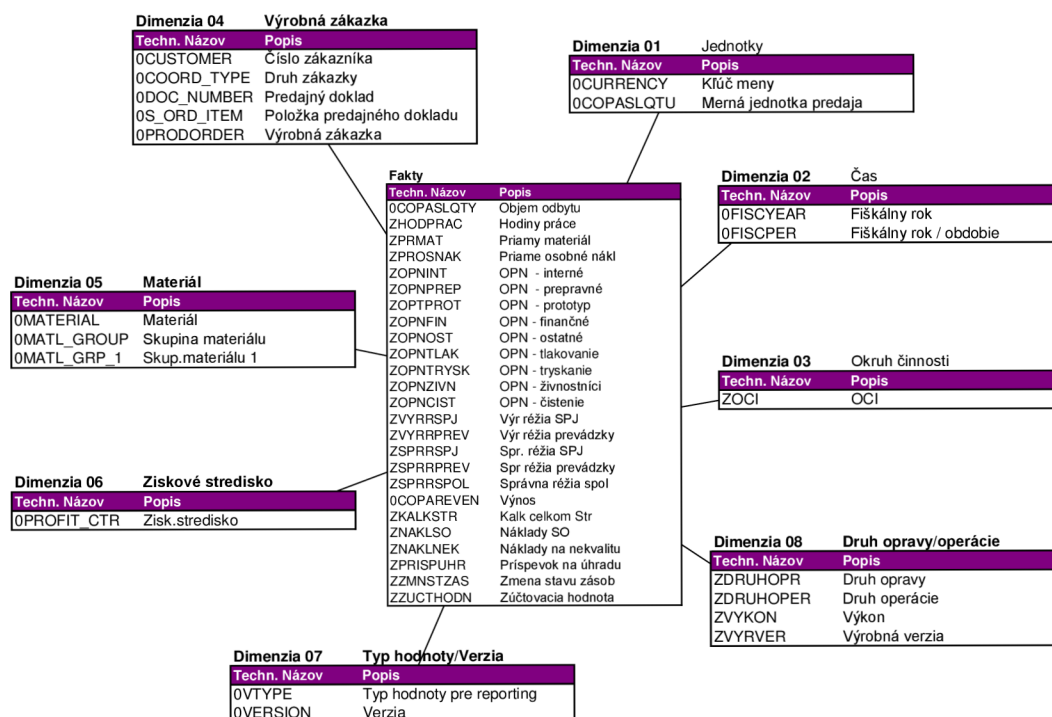 Dimenzia 04 Výrobná zákazka
Techn. Názov Popis
0CUSTOMER Číslo zákazníka
0COORD_TYPE Druh zákazky
0DOC_NUMBER Predajný doklad
0S_ORD_ITEM Položka predajného dokladu
0PRODORDER Výrobná zákazka
Dimenzia 01 Jednotky
Techn. Názov Popis
0CURRENCY Kľúč meny
0COPASLQTU Merná jednotka predaja
Fakty
Techn. Názov Popis
0COPASLQTY Objem odbytu
ZHODPRAC Hodiny práce
ZPRMAT Priamy materiál
ZPROSNAK Priame osobné nákl
ZOPNINT OPN - interné
ZOPNPREP OPN - prepravné
ZOPTPROT OPN - prototyp
ZOPNFIN OPN - finančné
ZOPNOST OPN - ostatné
ZOPNTLAK OPN - tlakovanie
ZOPNTRYSK OPN - tryskanie
ZOPNZIVN OPN - živnostníci
ZOPNCIST OPN - čistenie
ZVYRRSPJ Výr réžia SPJ
ZVYRRPREV Výr réžia prevádzky
ZSPRRSPJ Spr. réžia SPJ
ZSPRRPREV Spr réžia prevádzky
ZSPRRSPOL Správna réžia spol
0COPAREVEN Výnos
ZKALKSTR Kalk celkom Str
ZNAKLSO Náklady SO
ZNAKLNEK Náklady na nekvalitu
ZPRISPUHR Príspevok na úhradu
ZZMNSTZAS Zmena stavu zásob
ZZUCTHODN Zúčtovacia hodnota
Dimenzia 02 Čas
Techn. Názov Popis
0FISCYEAR Fiškálny rok
0FISCPER Fiškálny rok / obdobie
Dimenzia 05 Materiál
Techn. Názov Popis
0MATERIAL Materiál
0MATL_GROUP Skupina materiálu
0MATL_GRP_1 Skup.materiálu 1
Dimenzia 03 Okruh činnosti
Techn. Názov Popis
ZOCI OCI
Dimenzia 06 Ziskové stredisko
Techn. Názov Popis
0PROFIT_CTR Zisk.stredisko
Dimenzia 08 Druh opravy/operácie
Techn. Názov Popis
ZDRUHOPR Druh opravy
ZDRUHOPER Druh operácie
ZVYKON Výkon
ZVYRVER Výrobná verzia
Dimenzia 07 Typ hodnoty/Verzia
Techn. Názov Popis
0VTYPE Typ hodnoty pre reporting
0VERSION Verzia